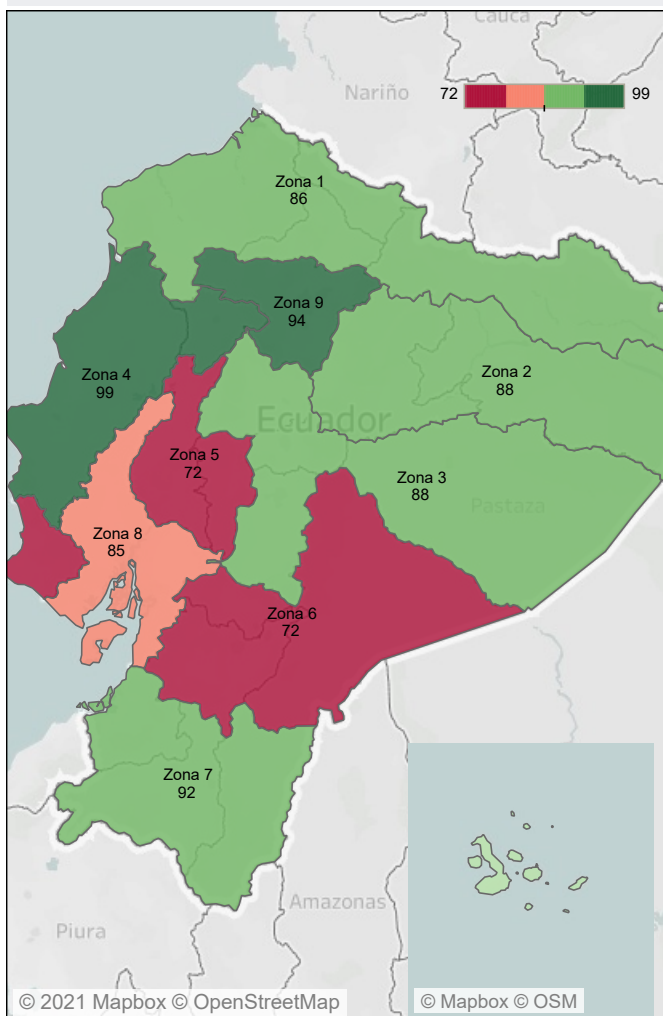 Cauca
Nariño
72
99
Zona 1
86
Zona 9
94
Zona 4
99
Zona 2
88
Ecuador
Zona 5
72
Zona 3
88
Pastaza
Zona 8
85
Zona 6
72
Zona 7
92
Amazonas
Piura
© 2021 Mapbox © OpenStreetMap
© Mapbox © OSM